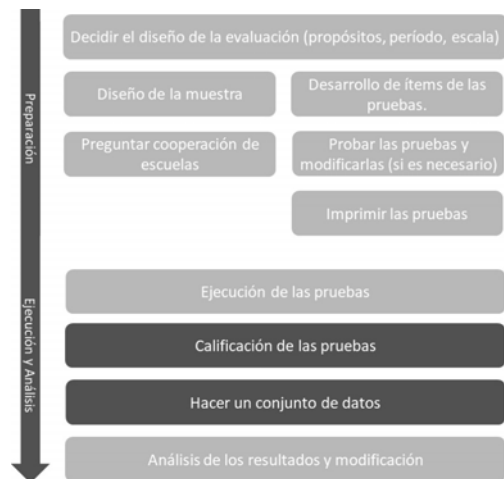 Decidir el diseño de la evaluación (propósitos, período, escala)
Preparación
Diseño de la muestra
Desarrollo de ítems de las
pruebas.
Preguntar cooperación de
escuelas
Probar las pruebas y
modificarlas (si es necesario)
Imprimir las pruebas
Ejecución y Análisis
Ejecución de las pruebas
Calificación de las pruebas
Hacer un conjunto de datos
Análisis de los resultados y modificación